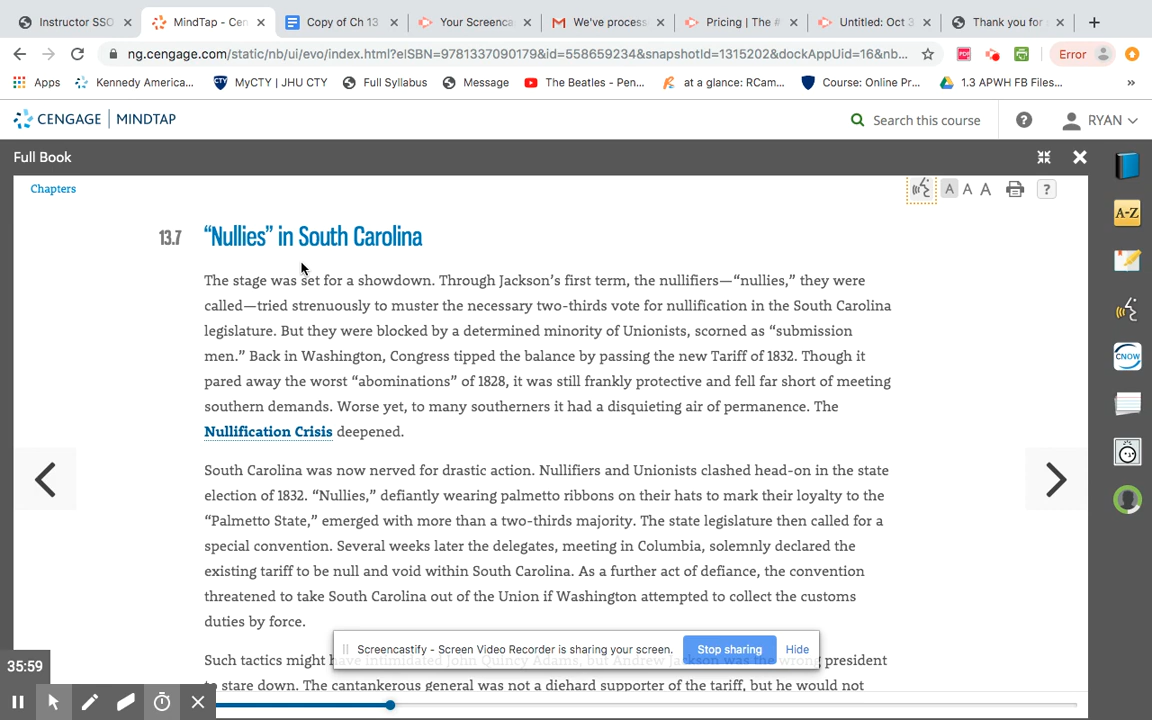 Instructor SSO
MindTap - Cen
Copy of Ch 13
Your Screenca
We've process
Pricing | The #
Untitled: Oct 3
Thank you for
ng.cengage.com/static/nb/ui/evo/index.html?eISBN=9781337090179&id=558659234&snapshotId=1315202&dockAppUid=16&nb...
Error
Apps
Kennedy America...
MyCTY | JHU CTY
Full Syllabus
Message
The Beatles - Pen...
at a glance: RCam...
Course: Online Pr...
1.3 APWH FB Files...
»
CENGAGE | MINDTAP
Search this course
?
RYAN
Full Book
Chapters
A A A
?
A-Z
CNOW
13.7 “Nullies” in South Carolina
The stage was set for a showdown. Through Jackson’s first term, the nullifiers—“nullies,” they were
called—tried strenuously to muster the necessary two-thirds vote for nullification in the South Carolina
legislature. But they were blocked by a determined minority of Unionists, scorned as “submission
men.” Back in Washington, Congress tipped the balance by passing the new Tariff of 1832. Though it
pared away the worst “abominations” of 1828, it was still frankly protective and fell far short of meeting
southern demands. Worse yet, to many southerners it had a disquieting air of permanence. The
Nullification Crisis deepened.
South Carolina was now nerved for drastic action. Nullifiers and Unionists clashed head-on in the state
election of 1832. “Nullies,” defiantly wearing palmetto ribbons on their hats to mark their loyalty to the
“Palmetto State,” emerged with more than a two-thirds majority. The state legislature then called for a
special convention. Several weeks later the delegates, meeting in Columbia, solemnly declared the
existing tariff to be null and void within South Carolina. As a further act of defiance, the convention
threatened to take South Carolina out of the Union if Washington attempted to collect the customs
duties by force.
Screencastify - Screen Video Recorder is sharing your screen.
Stop sharing
Hide
Such tactics might have intimidated John Quincy Adams, but Andrew Jackson was the wrong president
to stare down. The cantankerous general was not a diehard supporter of the tariff, but he would not
35:59